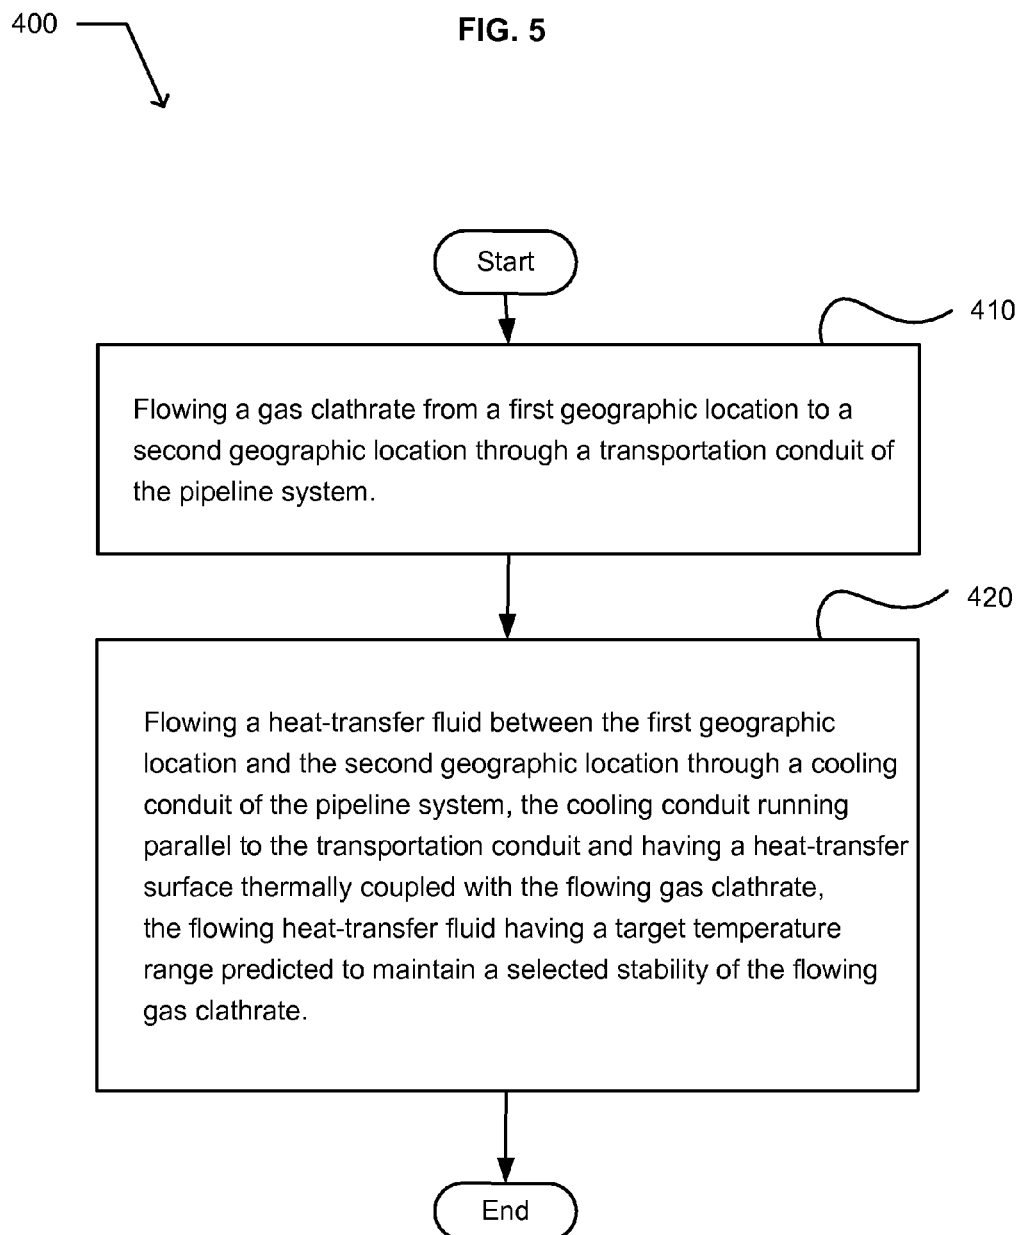 400
FIG. 5
Start
410
Flowing a gas clathrate from a first geographic location to a
second geographic location through a transportation conduit of
the pipeline system.
420
Flowing a heat-transfer fluid between the first geographic
location and the second geographic location through a cooling
conduit of the pipeline system, the cooling conduit running
parallel to the transportation conduit and having a heat-transfer
surface thermally coupled with the flowing gas clathrate,
the flowing heat-transfer fluid having a target temperature
range predicted to maintain a selected stability of the flowing
gas clathrate.
End